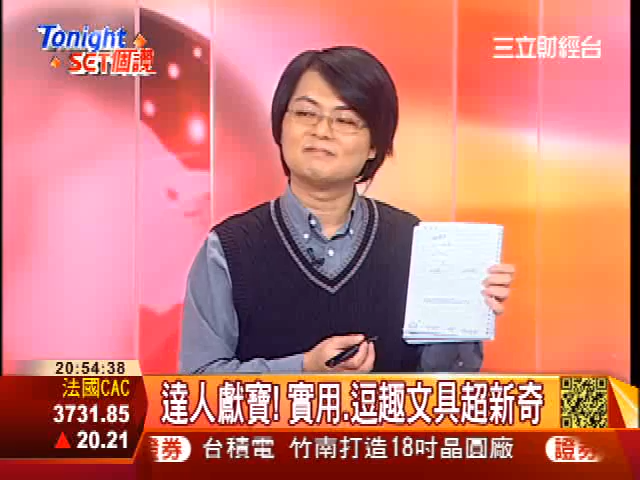 Tonight
SET個讚
三立財經台
20:54:38
法國CAC
3731.85
▲20.21
達人獻寶!實用.逗趣文具超新奇
券 台積電 竹南打造18吋晶圓廠 證券